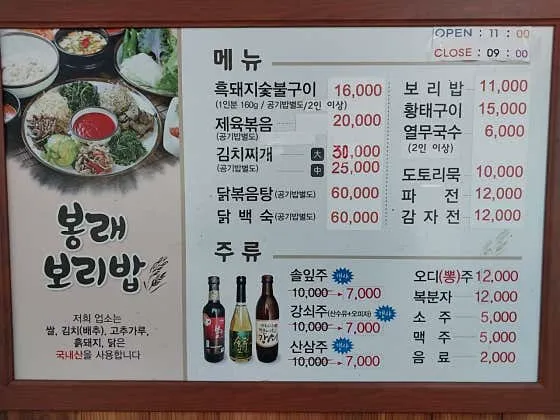 OPEN : 11 : 00
CLOSE : 09 : 00
메 뉴
흑돼지숯불구이 16,000
(1인분 160g / 공기밥별도/2인 이상)
제육볶음 20,000
(공기밥별도)
김치찌개 大 30,000
(공기밥별도) 中 25,000
닭볶음탕 (공기밥별도) 60,000
닭 백 숙 (공기밥별도) 60,000
보 리 밥 11,000
황태구이 15,000
열무국수 6,000
(2인 이상)
도토리묵 10,000
파 전 12,000
감 자 전 12,000
주 류
솔잎주 행사
10,000→7,000
강쇠주 (산수유+오미자) 행사
10,000→7,000
산삼주 행사
10,000→7,000
오디(뽕)주 12,000
복분자 12,000
소 주 5,000
맥 주 5,000
음 료 2,000
봉래
보리밥
저희 업소는
쌀, 김치(배추), 고추가루,
흙돼지, 닭은
국내산을 사용합니다